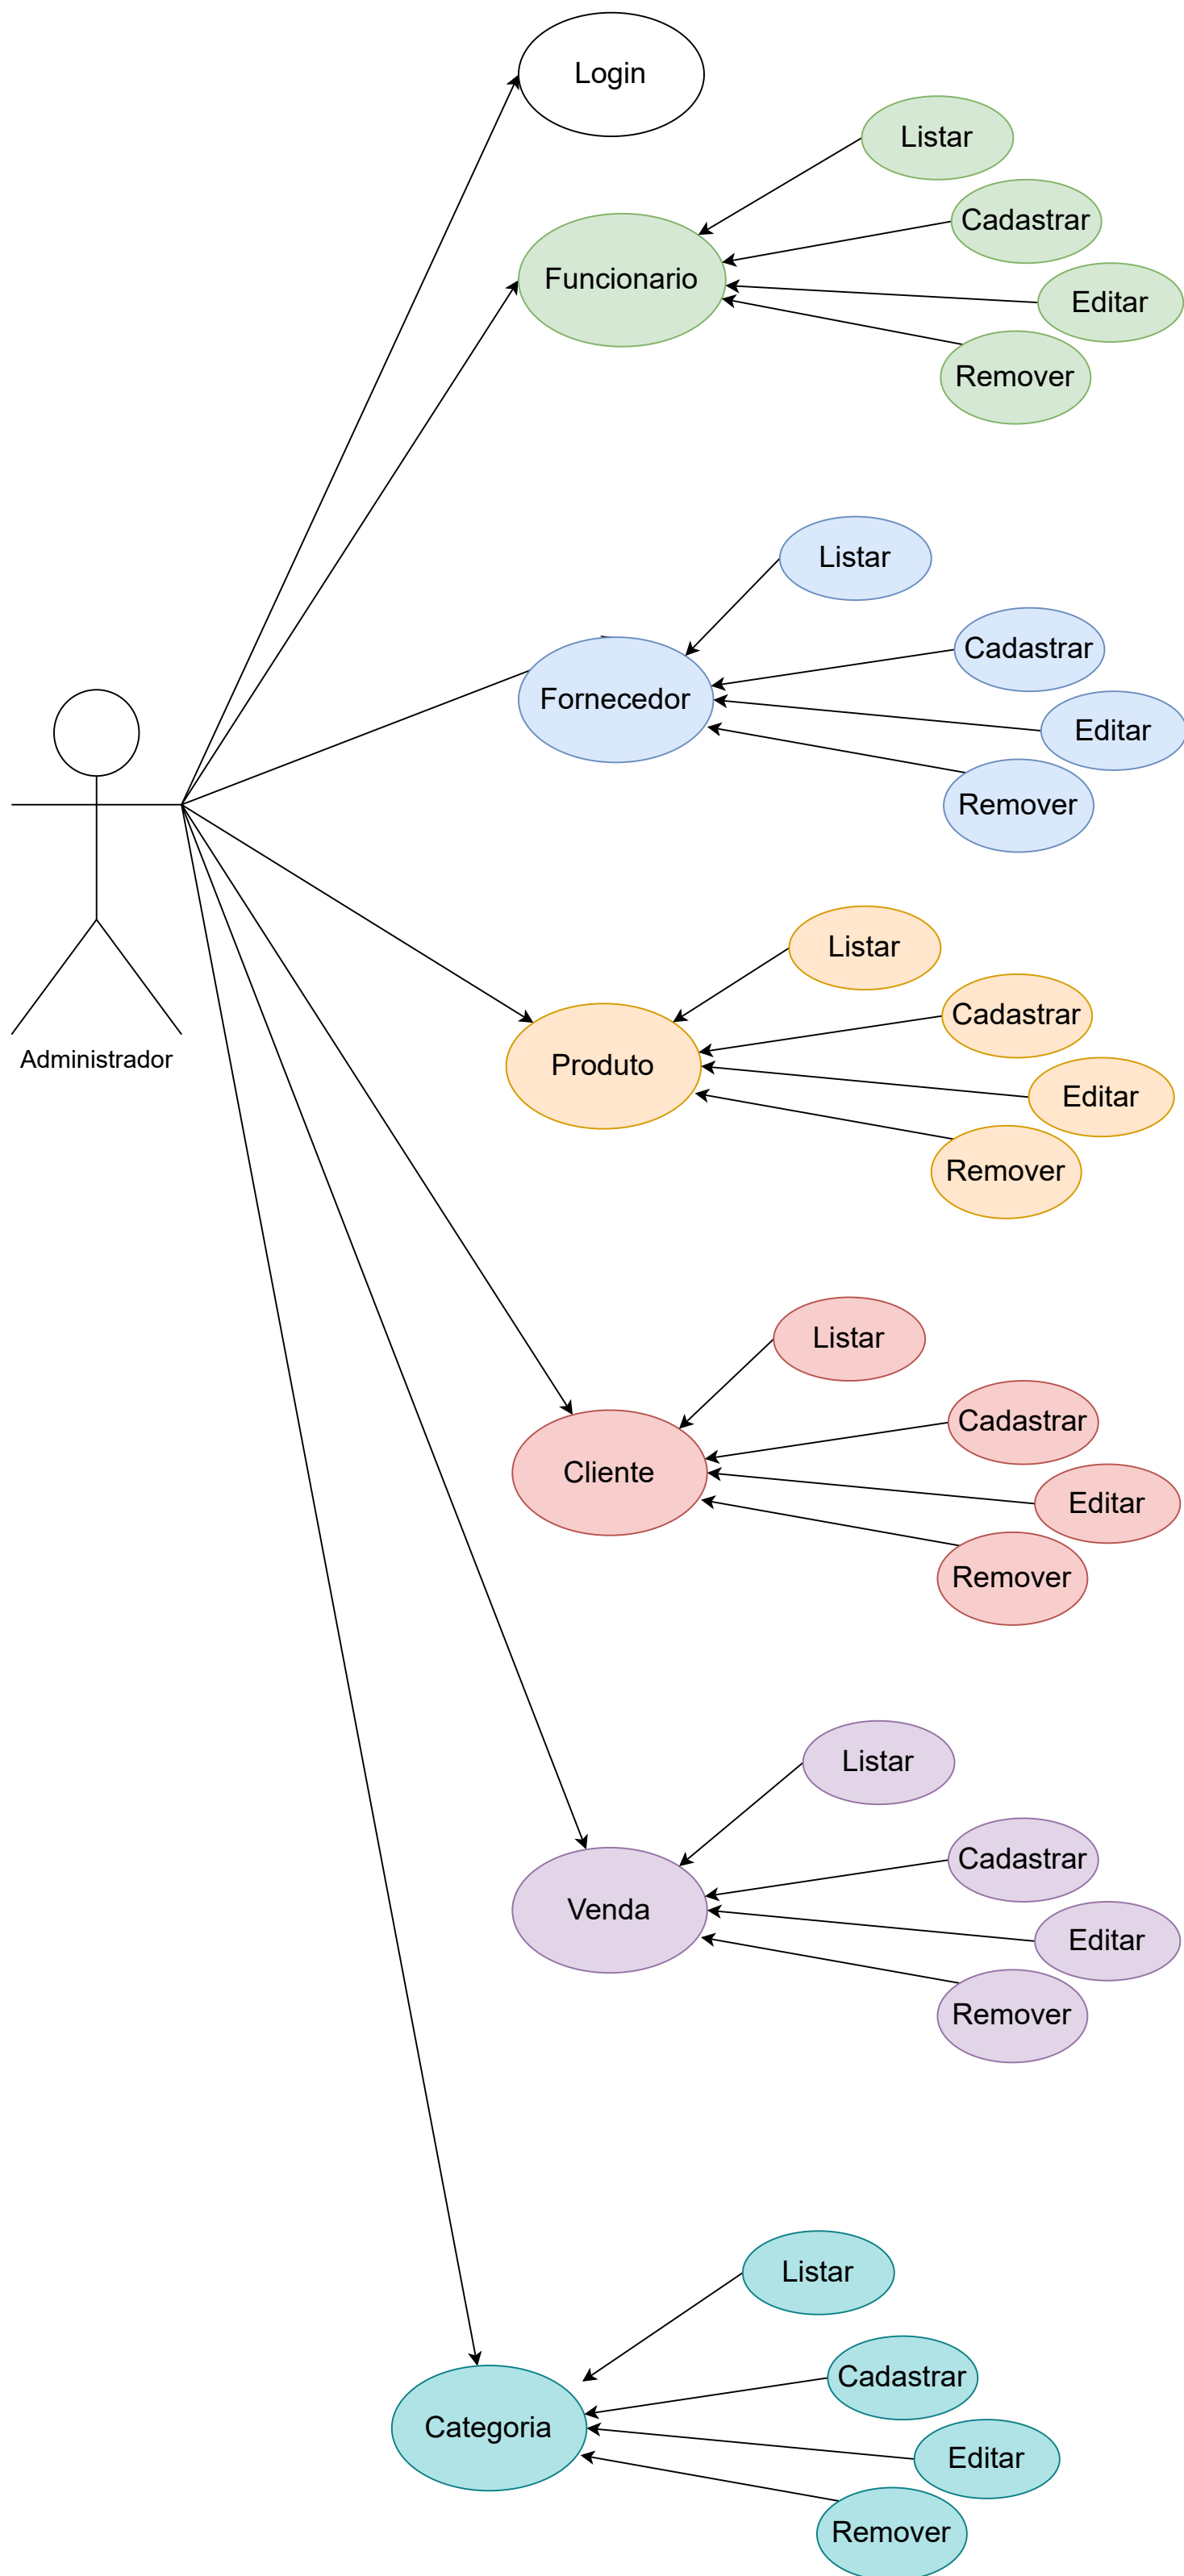 Login
Listar
Cadastrar
Funcionario
Editar
Remover
Listar
Cadastrar
Fornecedor
Editar
Remover
Listar
Cadastrar
Administrador
Produto
Editar
Remover
Listar
Cadastrar
Cliente
Editar
Remover
Listar
Cadastrar
Venda
Editar
Remover
Listar
Cadastrar
Categoria
Editar
Remover